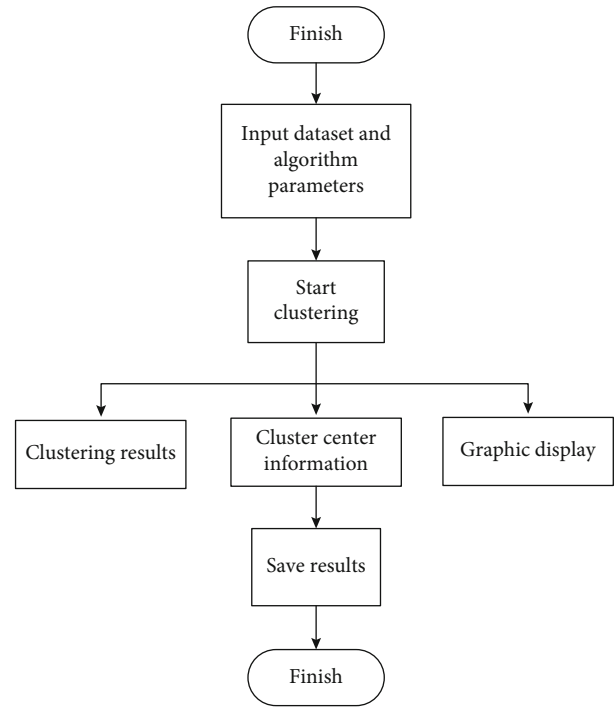 Finish
Input dataset and
algorithm
parameters
Start
clustering
Clustering results
Cluster center
information
Graphic display
Save results
Finish